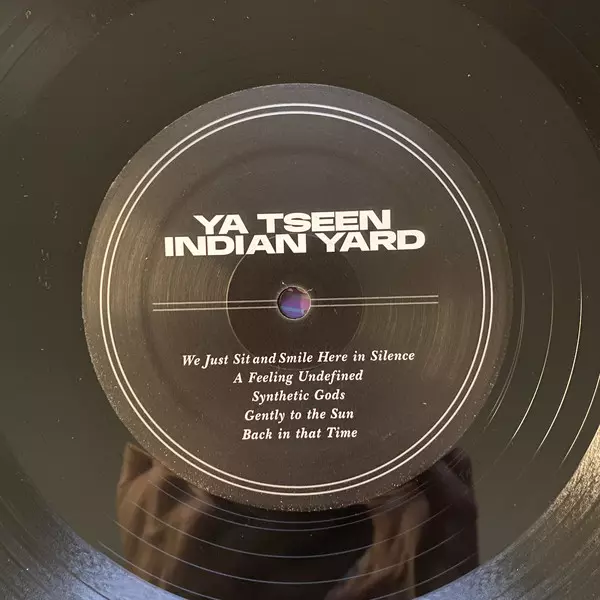 YA TSEEN
INDIAN YARD
We Just Sit and Smile Here in Silence
A Feeling Undefined
Synthetic Gods
Gently to the Sun
Back in that Time